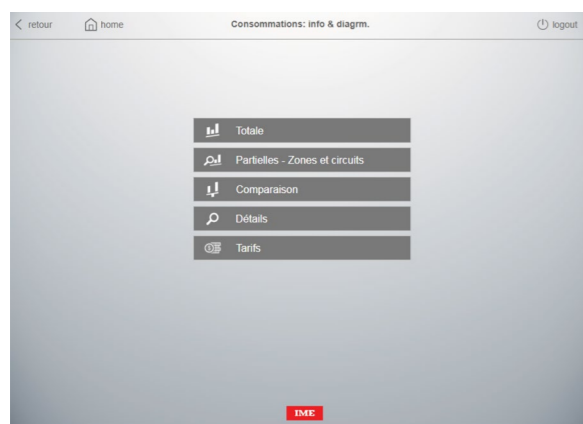 retour
home
Consommations: info & diagrm.
logout
Totale
Partielles - Zones et circuits
Comparaison
Détails
Tarifs
IME